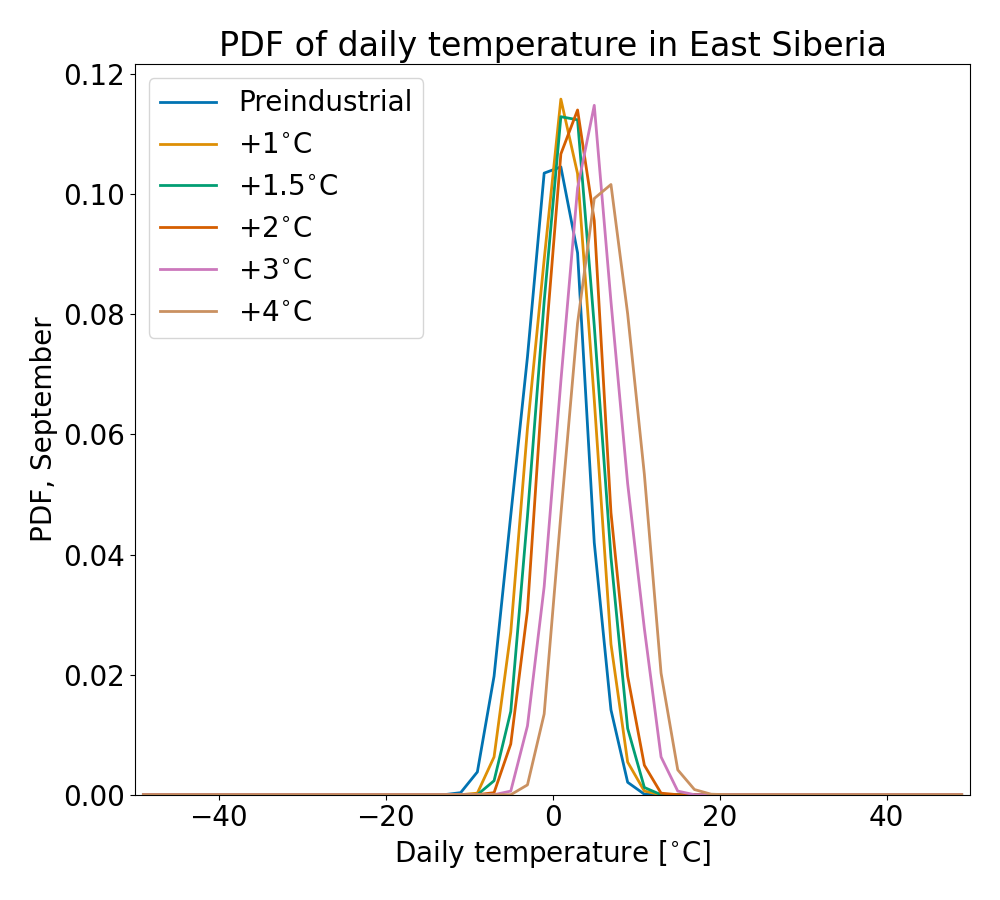 PDF of daily temperature in East Siberia
0.12
0.10
0.08
0.06
0.04
0.02
0.00
PDF, September
Preindustrial
+1°C
+1.5°C
+2°C
+3°C
+4°C
−40 −20 0 20 40
Daily temperature [°C]